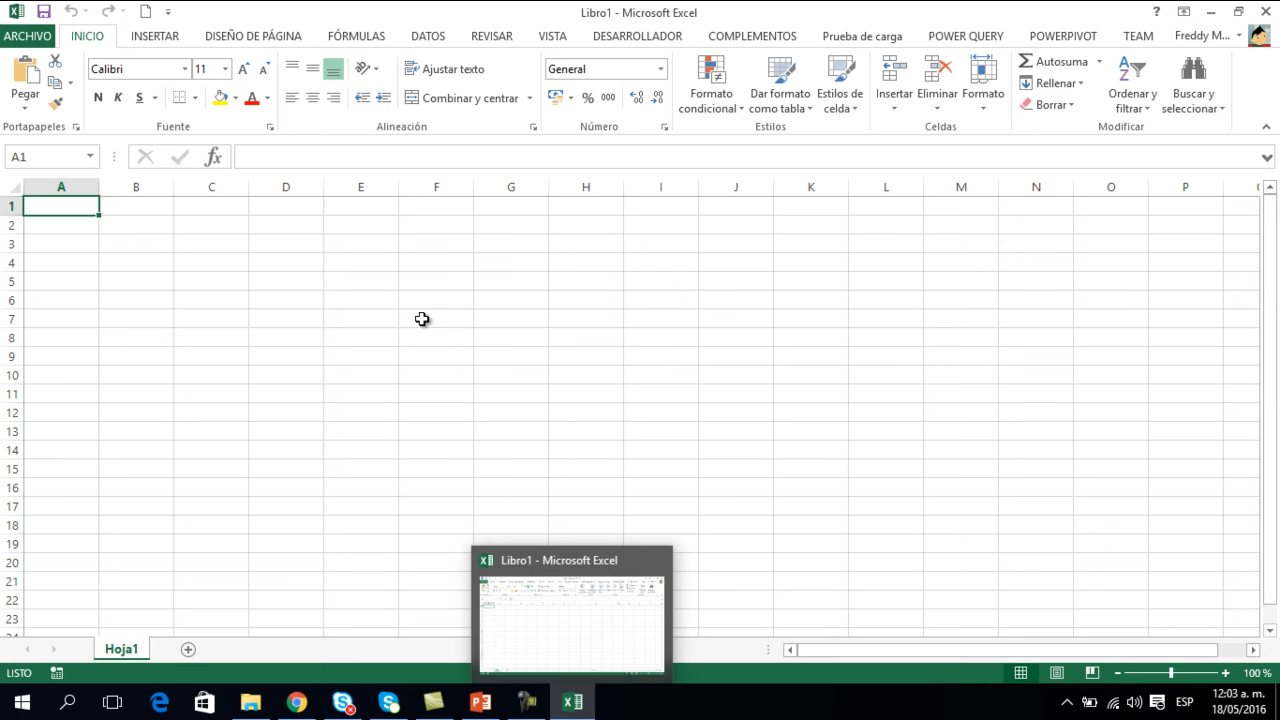 Libro1 - Microsoft Excel
ARCHIVO INICIO INSERTAR DISEÑO DE PÁGINA FÓRMULAS DATOS REVISAR VISTA DESARROLLADOR COMPLEMENTOS Prueba de carga POWER QUERY POWERPIVOT TEAM Freddy M...
Pegar
Calibri 11
N K S
Ajustar texto
Combinar y centrar
General
% 000
Formato condicional
Dar formato como tabla
Estilos de celda
Insertar Eliminar Formato
Autosuma
Rellenar
Borrar
Ordenar y filtrar
Buscar y seleccionar
Portapapeles Fuente Alineación Número Estilos Celdas Modificar
A1 fx
A B C D E F G H I J K L M N O P
1
2
3
4
5
6
7
8
9
10
11
12
13
14
15
16
17
18
19
20
21
22
23
Libro1 - Microsoft Excel
Hoja1
LISTO 100 %
ESP 12:03 a. m.
18/05/2016